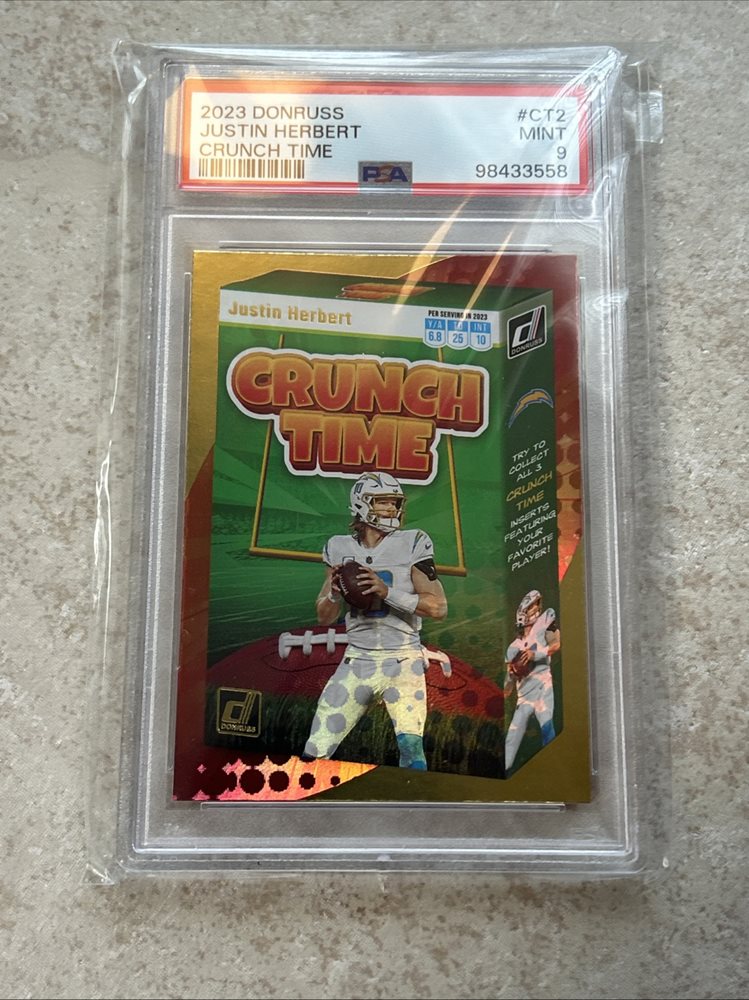 2023 DONRUSS #CT2
JUSTIN HERBERT MINT
CRUNCH TIME 9
PSA 98433558
Justin Herbert
PER SERVING IN 2023
Y/A TD INT
6.8 25 10
DONRUSS
CRUNCH
TIME
TRY TO
COLLECT
ALL 3
CRUNCH
TIME
INSERTS
FEATURING
YOUR
FAVORITE
PLAYER!
10
DONRUSS